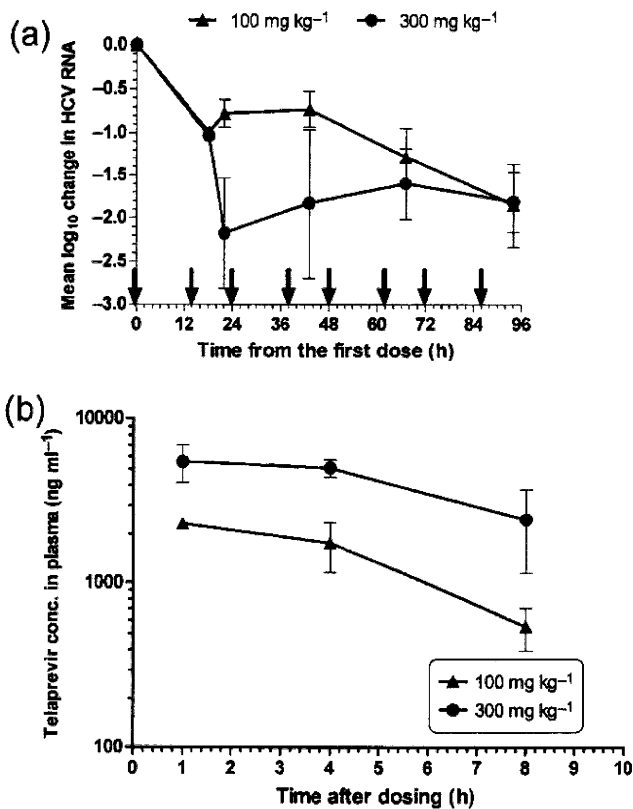 (a)
100 mg kg−1 300 mg kg−1
Mean log10 change in HCV RNA
0.0
−0.5
−1.0
−1.5
−2.0
−2.5
−3.0
0 12 24 36 48 60 72 84 96
Time from the first dose (h)
(b)
Telaprevir conc. in plasma (ng ml−1)
10000
1000
100
100 mg kg−1
300 mg kg−1
0 1 2 3 4 5 6 7 8 9 10
Time after dosing (h)